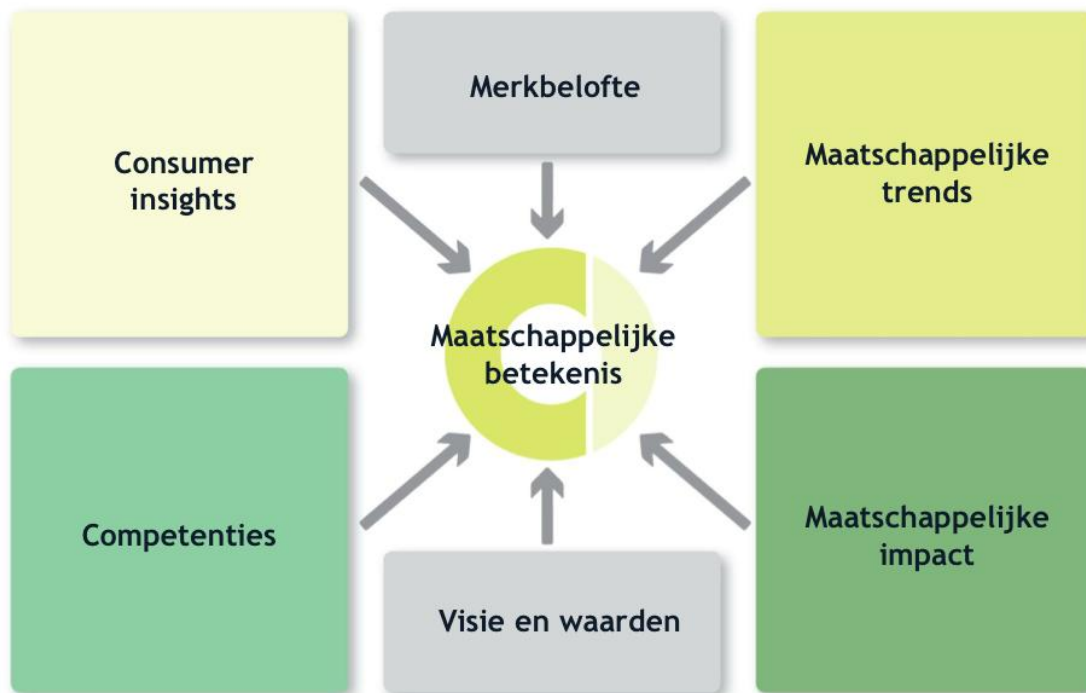 Merkbelofte
Consumer
insights
Maatschappelijke
trends
Maatschappelijke
betekenis
Competenties
Maatschappelijke
impact
Visie en waarden